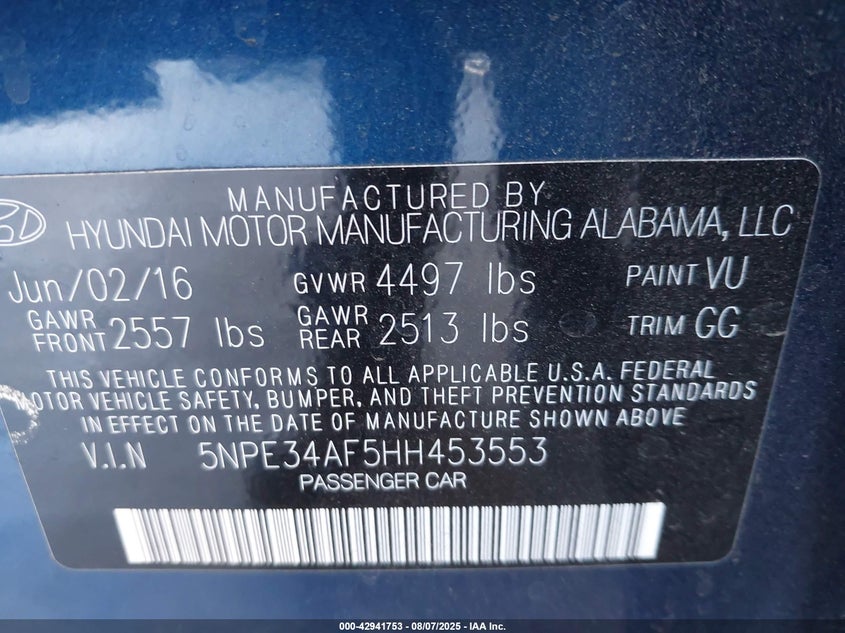 MANUFACTURED BY
HYUNDAI MOTOR MANUFACTURING ALABAMA, LLC
Jun/02/16 GVWR 4497 lbs PAINT VU
GAWR FRONT 2557 lbs GAWR REAR 2513 lbs TRIM GG
THIS VEHICLE CONFORMS TO ALL APPLICABLE U.S.A. FEDERAL
MOTOR VEHICLE SAFETY, BUMPER, AND THEFT PREVENTION STANDARDS
IN EFFECT ON THE DATE OF MANUFACTURE SHOWN ABOVE
V.I.N 5NPE34AF5HH453553
PASSENGER CAR
000-42941753 - 08/07/2025 - IAA Inc.